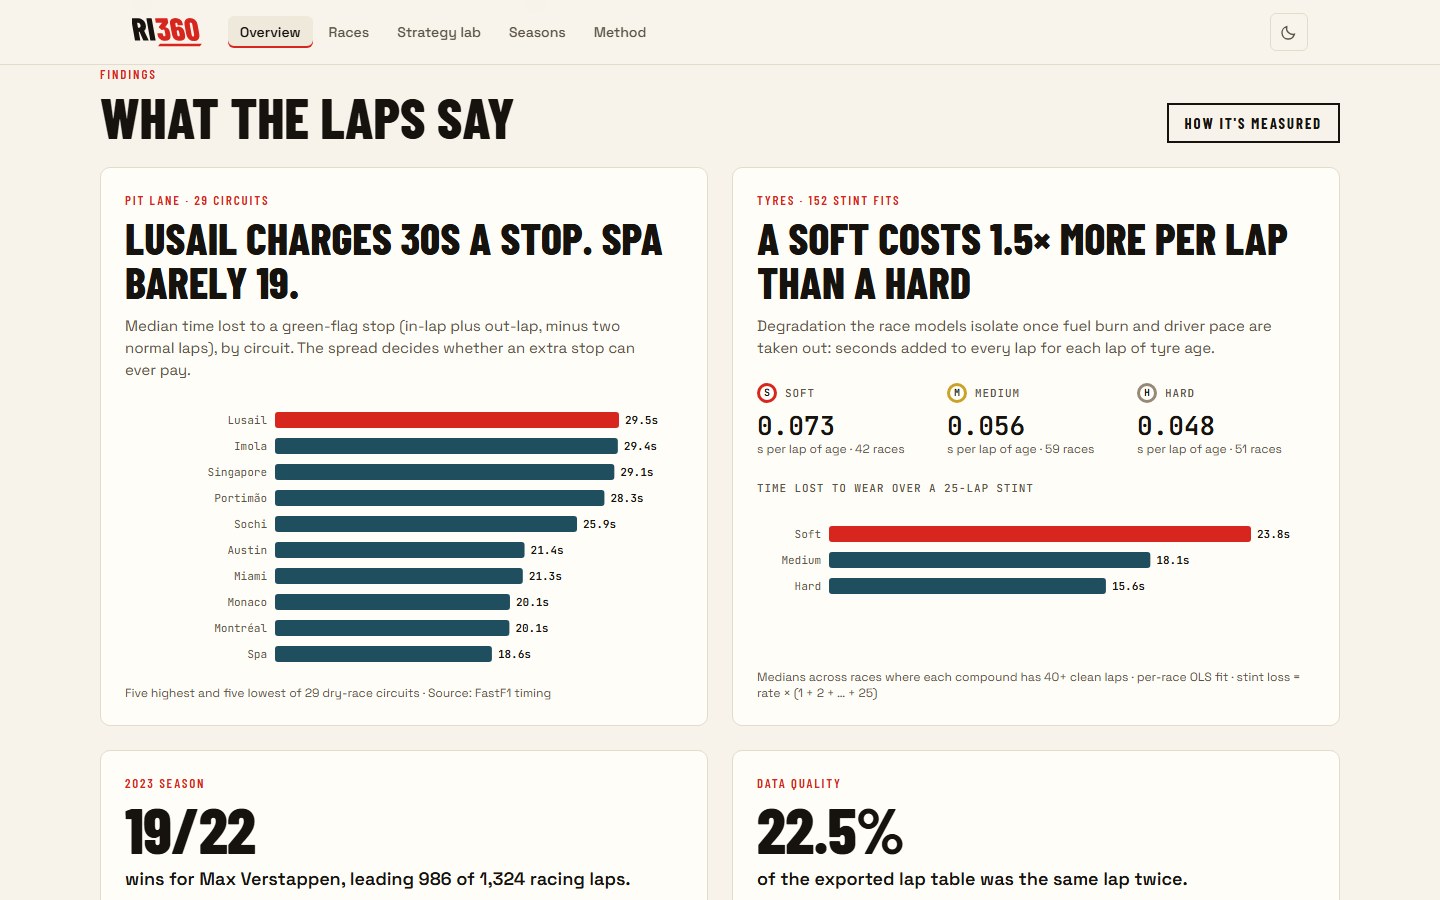 RI360
Overview
Races
Strategy lab
Seasons
Method
FINDINGS
WHAT THE LAPS SAY
HOW IT'S MEASURED
PIT LANE · 29 CIRCUITS
LUSAIL CHARGES 30S A STOP. SPA
BARELY 19.
Median time lost to a green-flag stop (in-lap plus out-lap, minus two
normal laps), by circuit. The spread decides whether an extra stop can
ever pay.
Lusail 29.5s
Imola 29.4s
Singapore 29.1s
Portimão 28.3s
Sochi 25.9s
Austin 21.4s
Miami 21.3s
Monaco 20.1s
Montréal 20.1s
Spa 18.6s
Five highest and five lowest of 29 dry-race circuits · Source: FastF1 timing
TYRES · 152 STINT FITS
A SOFT COSTS 1.5× MORE PER LAP
THAN A HARD
Degradation the race models isolate once fuel burn and driver pace are
taken out: seconds added to every lap for each lap of tyre age.
S SOFT
0.073
s per lap of age · 42 races
M MEDIUM
0.056
s per lap of age · 59 races
H HARD
0.048
s per lap of age · 51 races
TIME LOST TO WEAR OVER A 25-LAP STINT
Soft 23.8s
Medium 18.1s
Hard 15.6s
Medians across races where each compound has 40+ clean laps · per-race OLS fit · stint loss =
rate × (1 + 2 + … + 25)
2023 SEASON
19/22
wins for Max Verstappen, leading 986 of 1,324 racing laps.
DATA QUALITY
22.5%
of the exported lap table was the same lap twice.